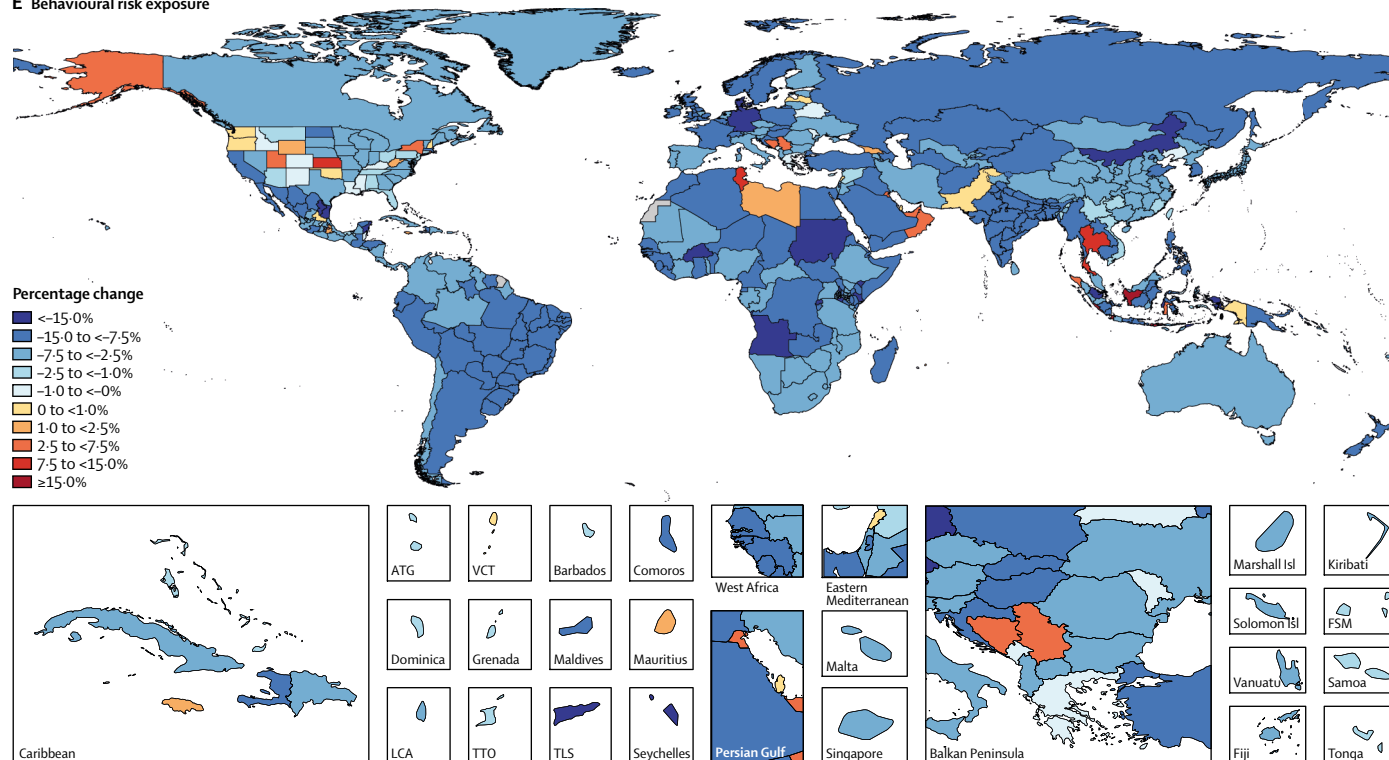 E Behavioural risk exposure
Percentage change
<–15·0%
–15·0 to <–7·5%
–7·5 to <–2·5%
–2·5 to <–1·0%
–1·0 to <–0%
0 to <1·0%
1·0 to <2·5%
2·5 to <7·5%
7·5 to <15·0%
≥15·0%
Caribbean
ATG
VCT
Barbados
Comoros
Dominica
Grenada
Maldives
Mauritius
LCA
TTO
TLS
Seychelles
West Africa
Eastern
Mediterranean
Persian Gulf
Malta
Singapore
Balkan Peninsula
Marshall Isl
Kiribati
Solomon Isl
FSM
Vanuatu
Samoa
Fiji
Tonga